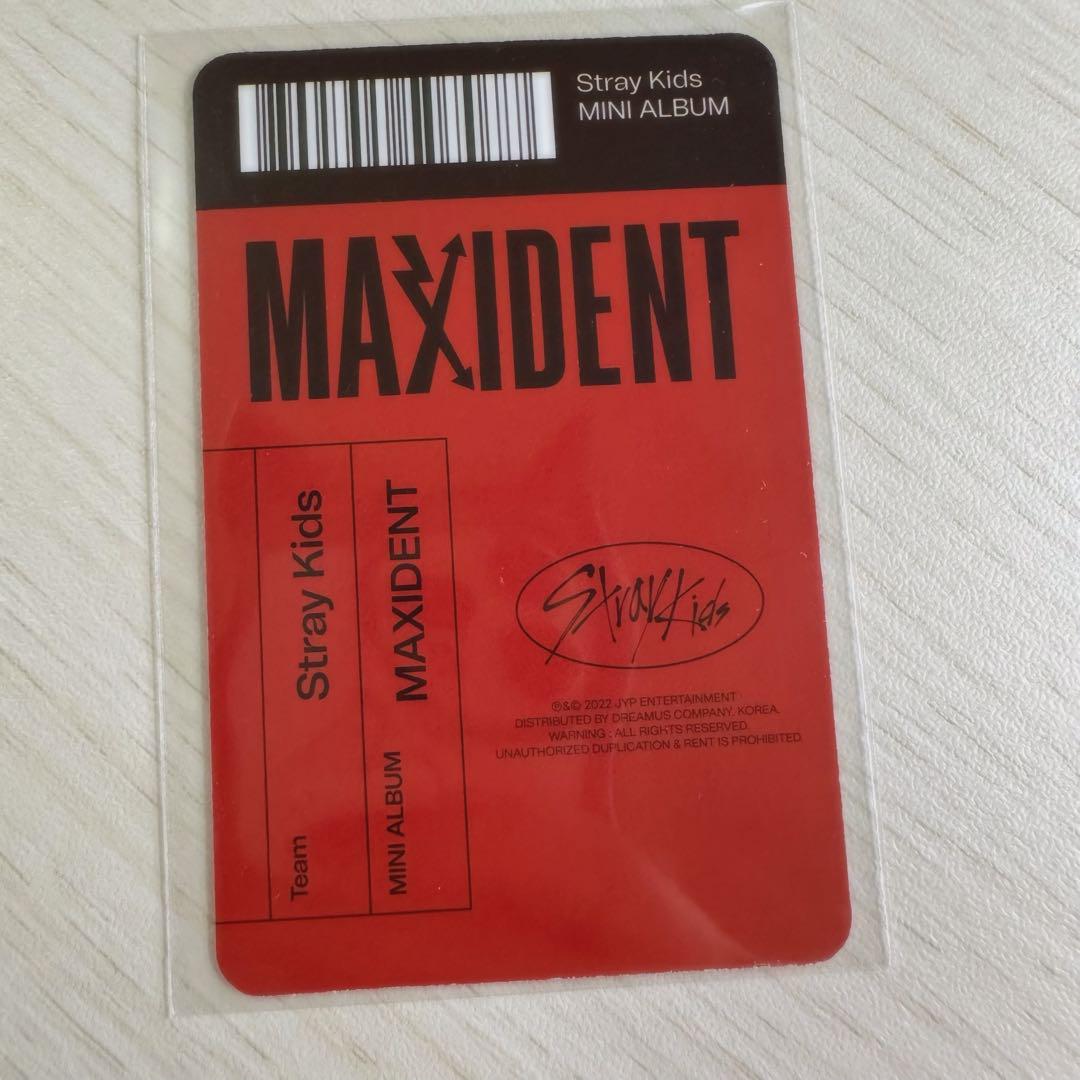 Stray Kids
MINI ALBUM
MAXIDENT
Team Stray Kids
MINI ALBUM MAXIDENT
Stray Kids
℗&© 2022 JYP ENTERTAINMENT
DISTRIBUTED BY DREAMUS COMPANY, KOREA.
WARNING : ALL RIGHTS RESERVED.
UNAUTHORIZED DUPLICATION & RENT IS PROHIBITED.